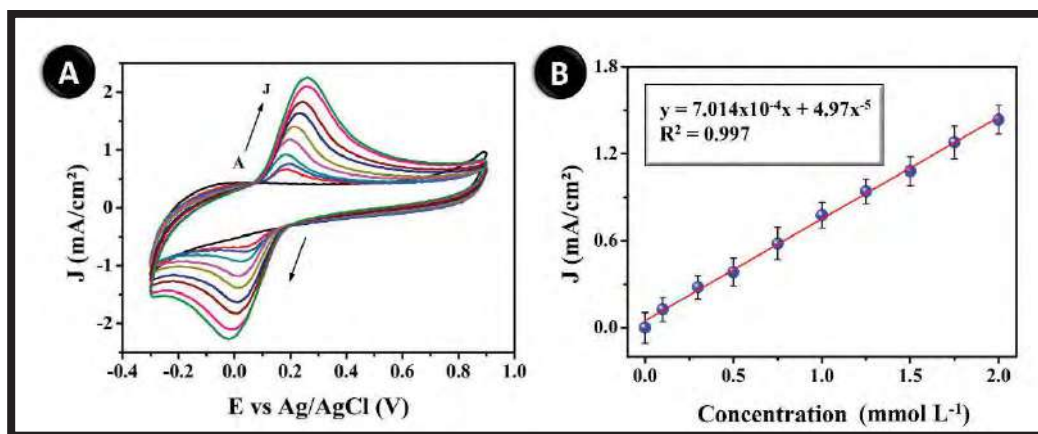 A
J
A
2
1
0
-1
-2
J (mA/cm²)
-0.4 -0.2 0.0 0.2 0.4 0.6 0.8 1.0
E vs Ag/AgCl (V)
B
y = 7.014x10⁻⁴x + 4.97x⁻⁵
R² = 0.997
1.8
1.2
0.6
0.0
J (mA/cm²)
0.0 0.5 1.0 1.5 2.0
Concentration (mmol L⁻¹)